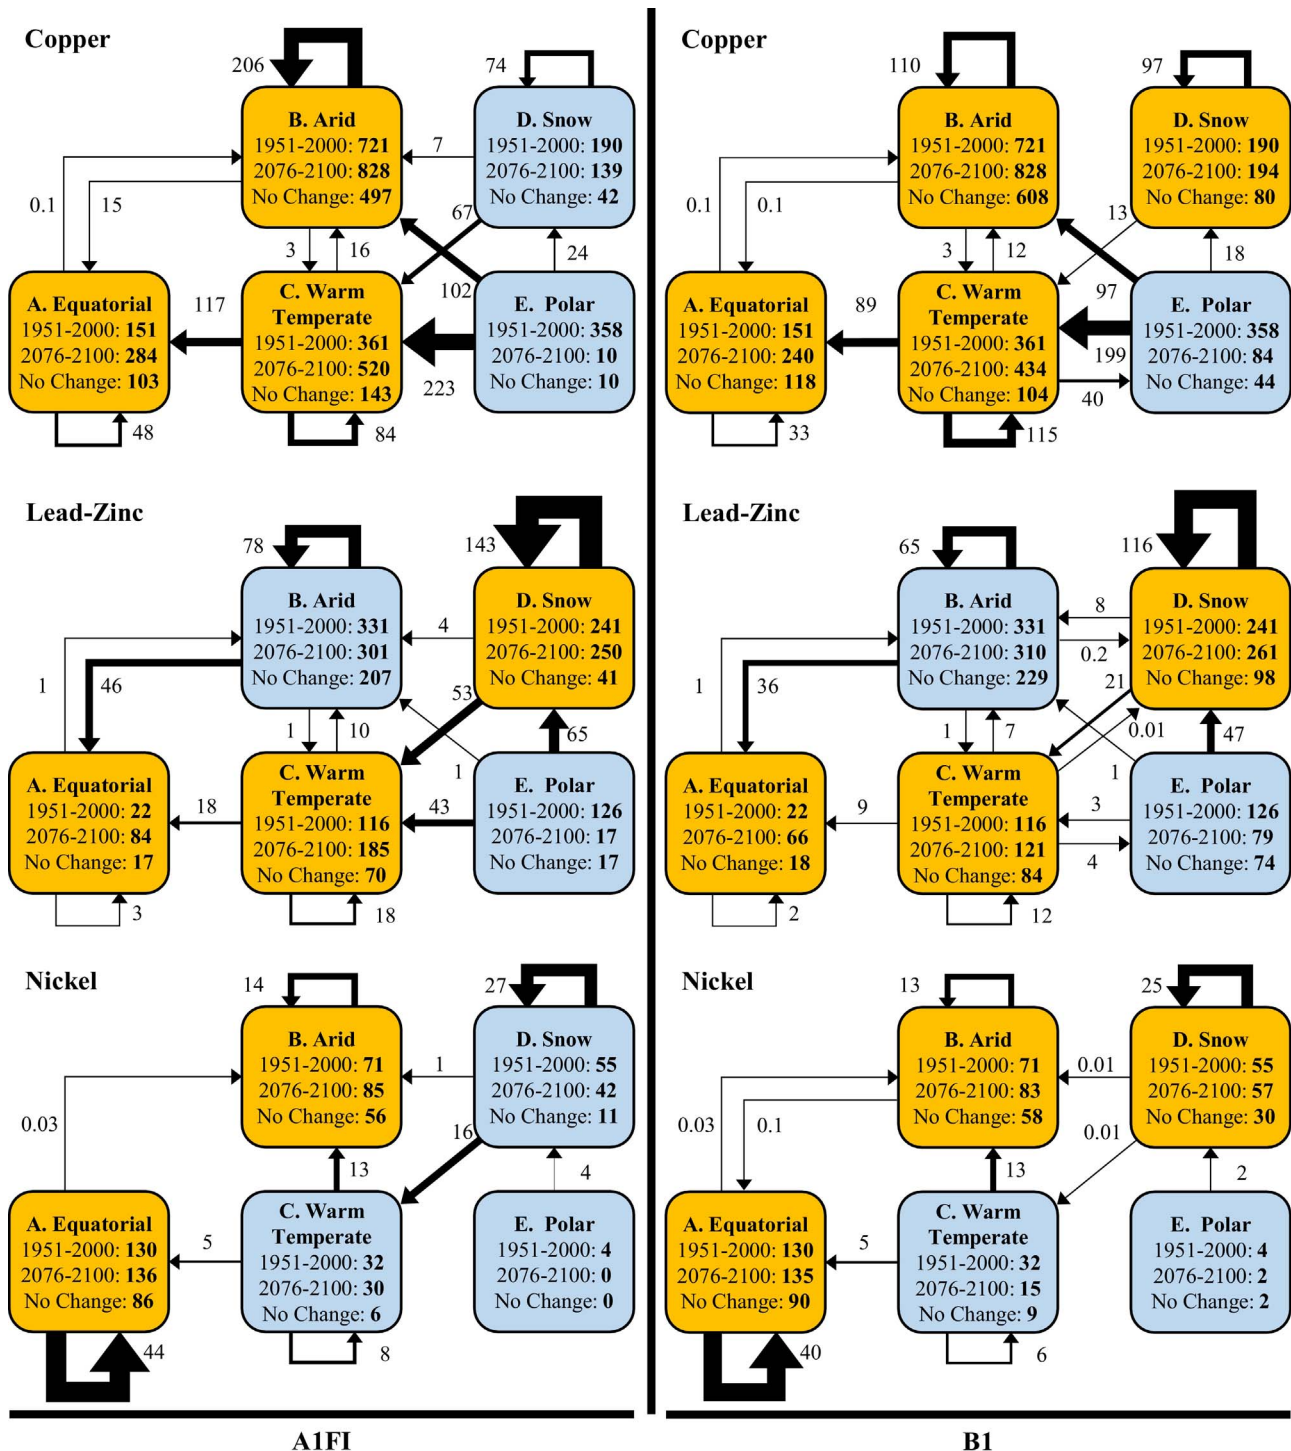 Copper
206
74
B. Arid
1951-2000: 721
2076-2100: 828
No Change: 497
D. Snow
1951-2000: 190
2076-2100: 139
No Change: 42
7
0.1
15
67
3
16
24
102
A. Equatorial
1951-2000: 151
2076-2100: 284
No Change: 103
117
C. Warm
Temperate
1951-2000: 361
2076-2100: 520
No Change: 143
E. Polar
1951-2000: 358
2076-2100: 10
No Change: 10
223
48
84
Lead-Zinc
78
143
B. Arid
1951-2000: 331
2076-2100: 301
No Change: 207
D. Snow
1951-2000: 241
2076-2100: 250
No Change: 41
4
1
46
53
1
10
65
1
A. Equatorial
1951-2000: 22
2076-2100: 84
No Change: 17
18
C. Warm
Temperate
1951-2000: 116
2076-2100: 185
No Change: 70
43
E. Polar
1951-2000: 126
2076-2100: 17
No Change: 17
3
18
Nickel
14
27
B. Arid
1951-2000: 71
2076-2100: 85
No Change: 56
D. Snow
1951-2000: 55
2076-2100: 42
No Change: 11
1
0.03
16
13
4
A. Equatorial
1951-2000: 130
2076-2100: 136
No Change: 86
5
C. Warm
Temperate
1951-2000: 32
2076-2100: 30
No Change: 6
E. Polar
1951-2000: 4
2076-2100: 0
No Change: 0
44
8
A1FI
Copper
110
97
B. Arid
1951-2000: 721
2076-2100: 828
No Change: 608
D. Snow
1951-2000: 190
2076-2100: 194
No Change: 80
0.1
0.1
13
3
12
18
97
A. Equatorial
1951-2000: 151
2076-2100: 240
No Change: 118
89
C. Warm
Temperate
1951-2000: 361
2076-2100: 434
No Change: 104
E. Polar
1951-2000: 358
2076-2100: 84
No Change: 44
199
40
33
115
Lead-Zinc
65
116
B. Arid
1951-2000: 331
2076-2100: 310
No Change: 229
D. Snow
1951-2000: 241
2076-2100: 261
No Change: 98
8
0.2
1
36
21
1
7
0.01
47
1
A. Equatorial
1951-2000: 22
2076-2100: 66
No Change: 18
9
C. Warm
Temperate
1951-2000: 116
2076-2100: 121
No Change: 84
3
4
E. Polar
1951-2000: 126
2076-2100: 79
No Change: 74
2
12
Nickel
13
25
B. Arid
1951-2000: 71
2076-2100: 83
No Change: 58
D. Snow
1951-2000: 55
2076-2100: 57
No Change: 30
0.01
0.03
0.1
0.01
13
2
A. Equatorial
1951-2000: 130
2076-2100: 135
No Change: 90
5
C. Warm
Temperate
1951-2000: 32
2076-2100: 15
No Change: 9
E. Polar
1951-2000: 4
2076-2100: 2
No Change: 2
40
6
B1